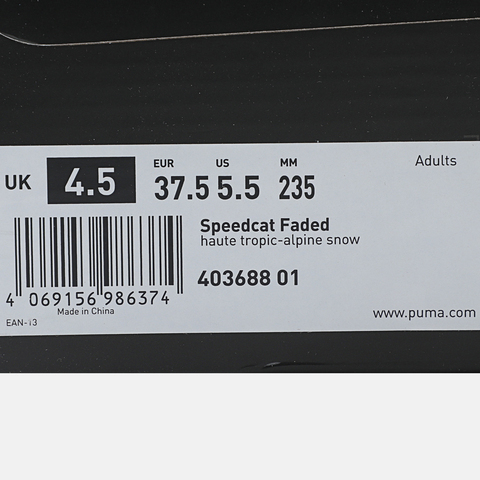 Adults
EUR US MM
UK 4.5 37.5 5.5 235
Speedcat Faded
haute tropic-alpine snow
403688 01
4 069156 986374
Made in China
EAN-13
www.puma.com